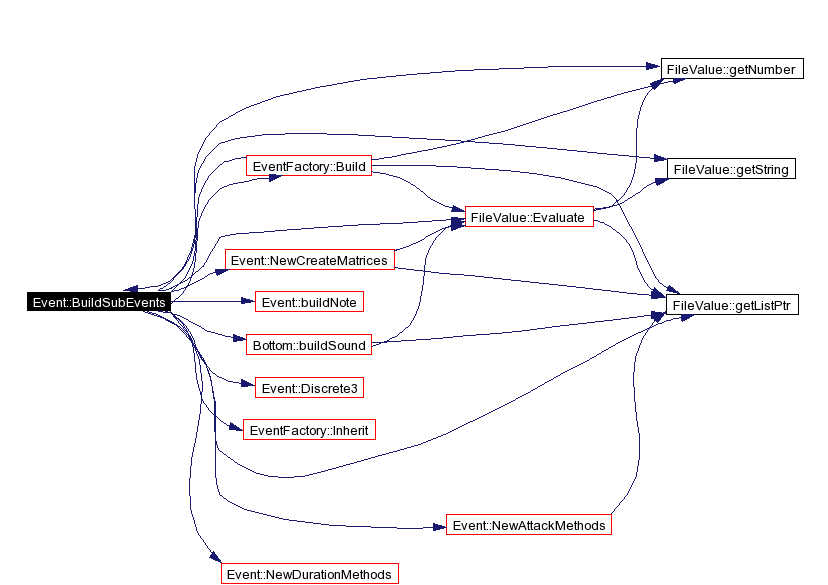 FileValue::getNumber
EventFactory::Build
FileValue::getString
FileValue::Evaluate
Event::NewCreateMatrices
Event::BuildSubEvents
Event::buildNote
FileValue::getListPtr
Bottom::buildSound
Event::Discrete3
EventFactory::Inherit
Event::NewAttackMethods
Event::NewDurationMethods